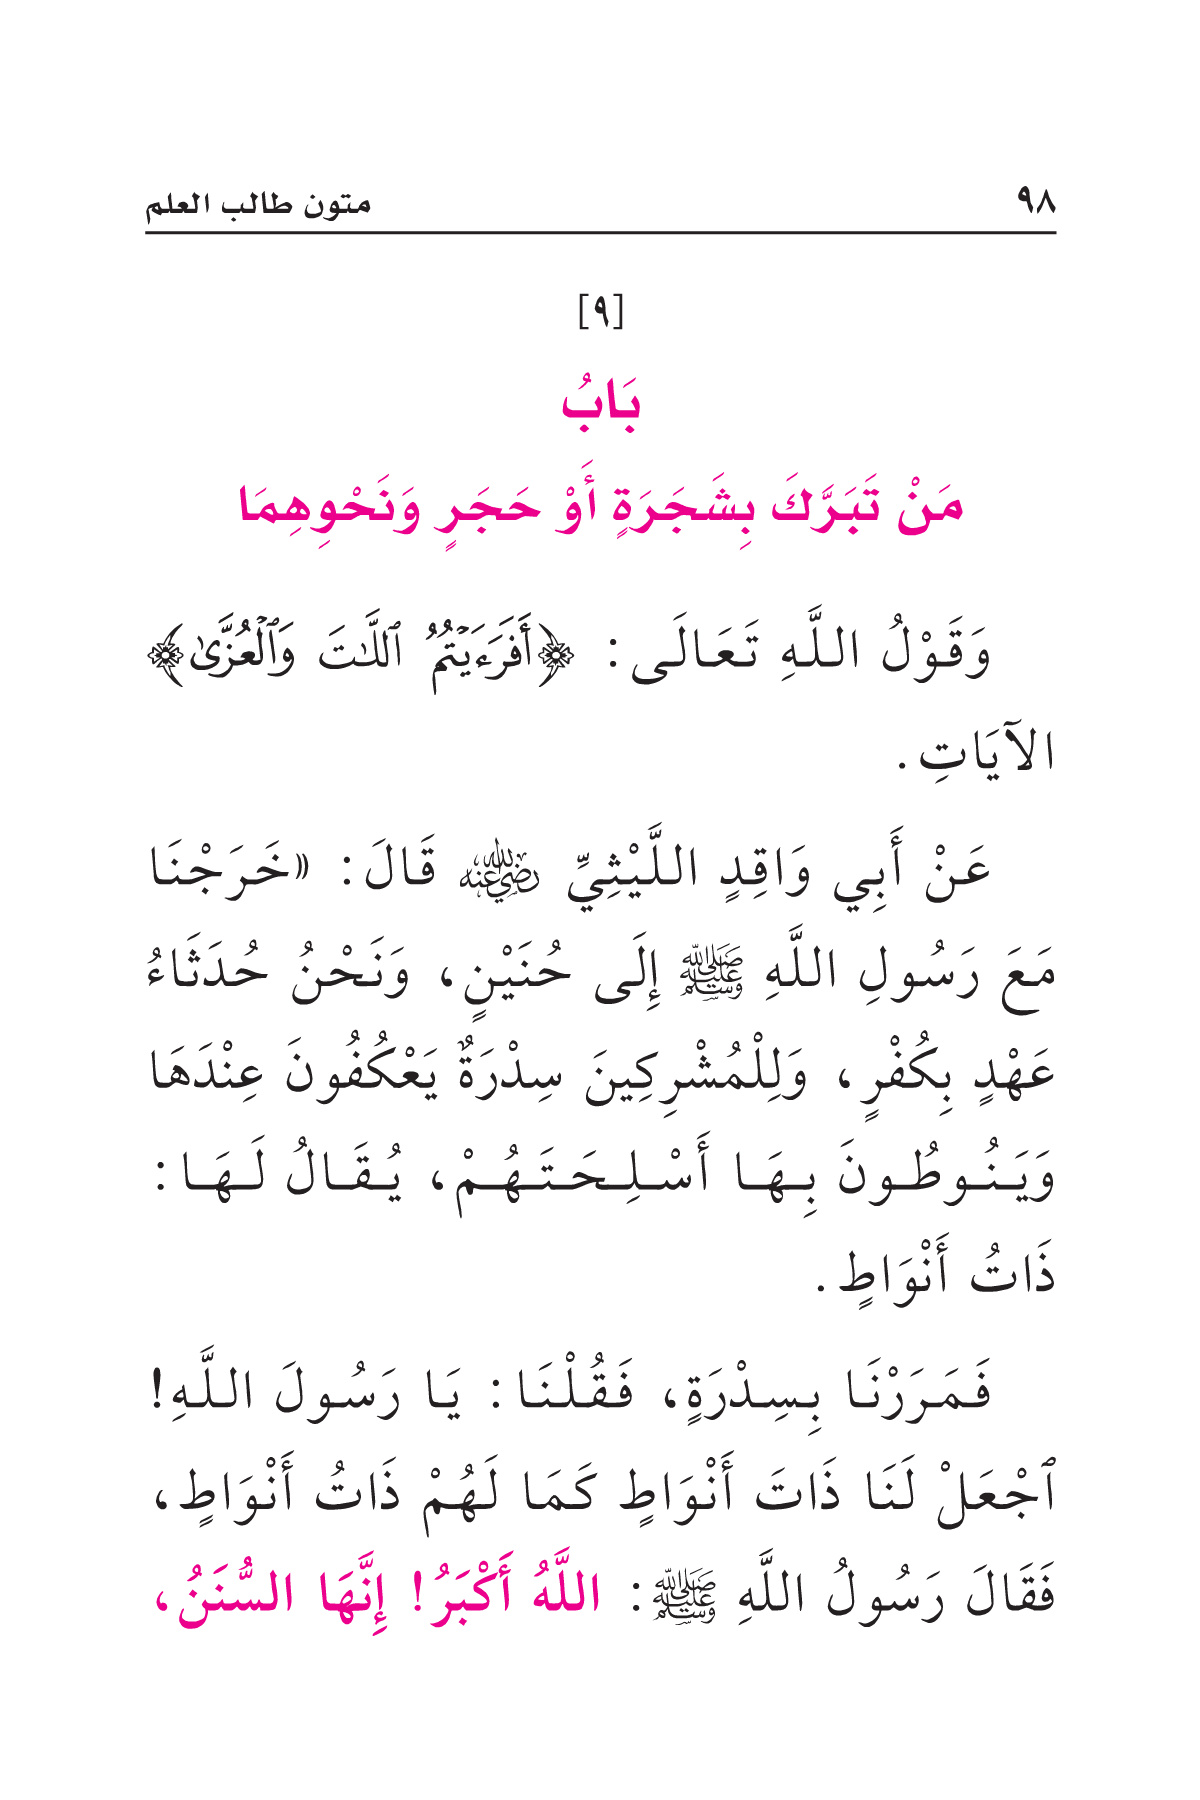 ٩٨ متون طالب العلم
[٩]
بَابُ
مَنْ تَبَرَّكَ بِشَجَرَةٍ أَوْ حَجَرٍ وَنَحْوِهِمَا
وَقَوْلُ اللَّهِ تَعَالَى: ﴿أَفَرَءَيْتُمُ ٱللَّـٰتَ وَٱلْعُزَّىٰ﴾
الآيَاتِ.
عَنْ أَبِي وَاقِدٍ اللَّيْثِيِّ رضي الله عنه قَالَ: «خَرَجْنَا
مَعَ رَسُولِ اللَّهِ ﷺ إِلَى حُنَيْنٍ، وَنَحْنُ حُدَثَاءُ
عَهْدٍ بِكُفْرٍ، وَلِلْمُشْرِكِينَ سِدْرَةٌ يَعْكُفُونَ عِنْدَهَا
وَيَنُوطُونَ بِهَا أَسْلِحَتَهُمْ، يُقَالُ لَهَا:
ذَاتُ أَنْوَاطٍ.
فَمَرَرْنَا بِسِدْرَةٍ، فَقُلْنَا: يَا رَسُولَ اللَّهِ!
ٱجْعَلْ لَنَا ذَاتَ أَنْوَاطٍ كَمَا لَهُمْ ذَاتُ أَنْوَاطٍ،
فَقَالَ رَسُولُ اللَّهِ ﷺ: اللَّهُ أَكْبَرُ! إِنَّهَا السُّنَنُ،